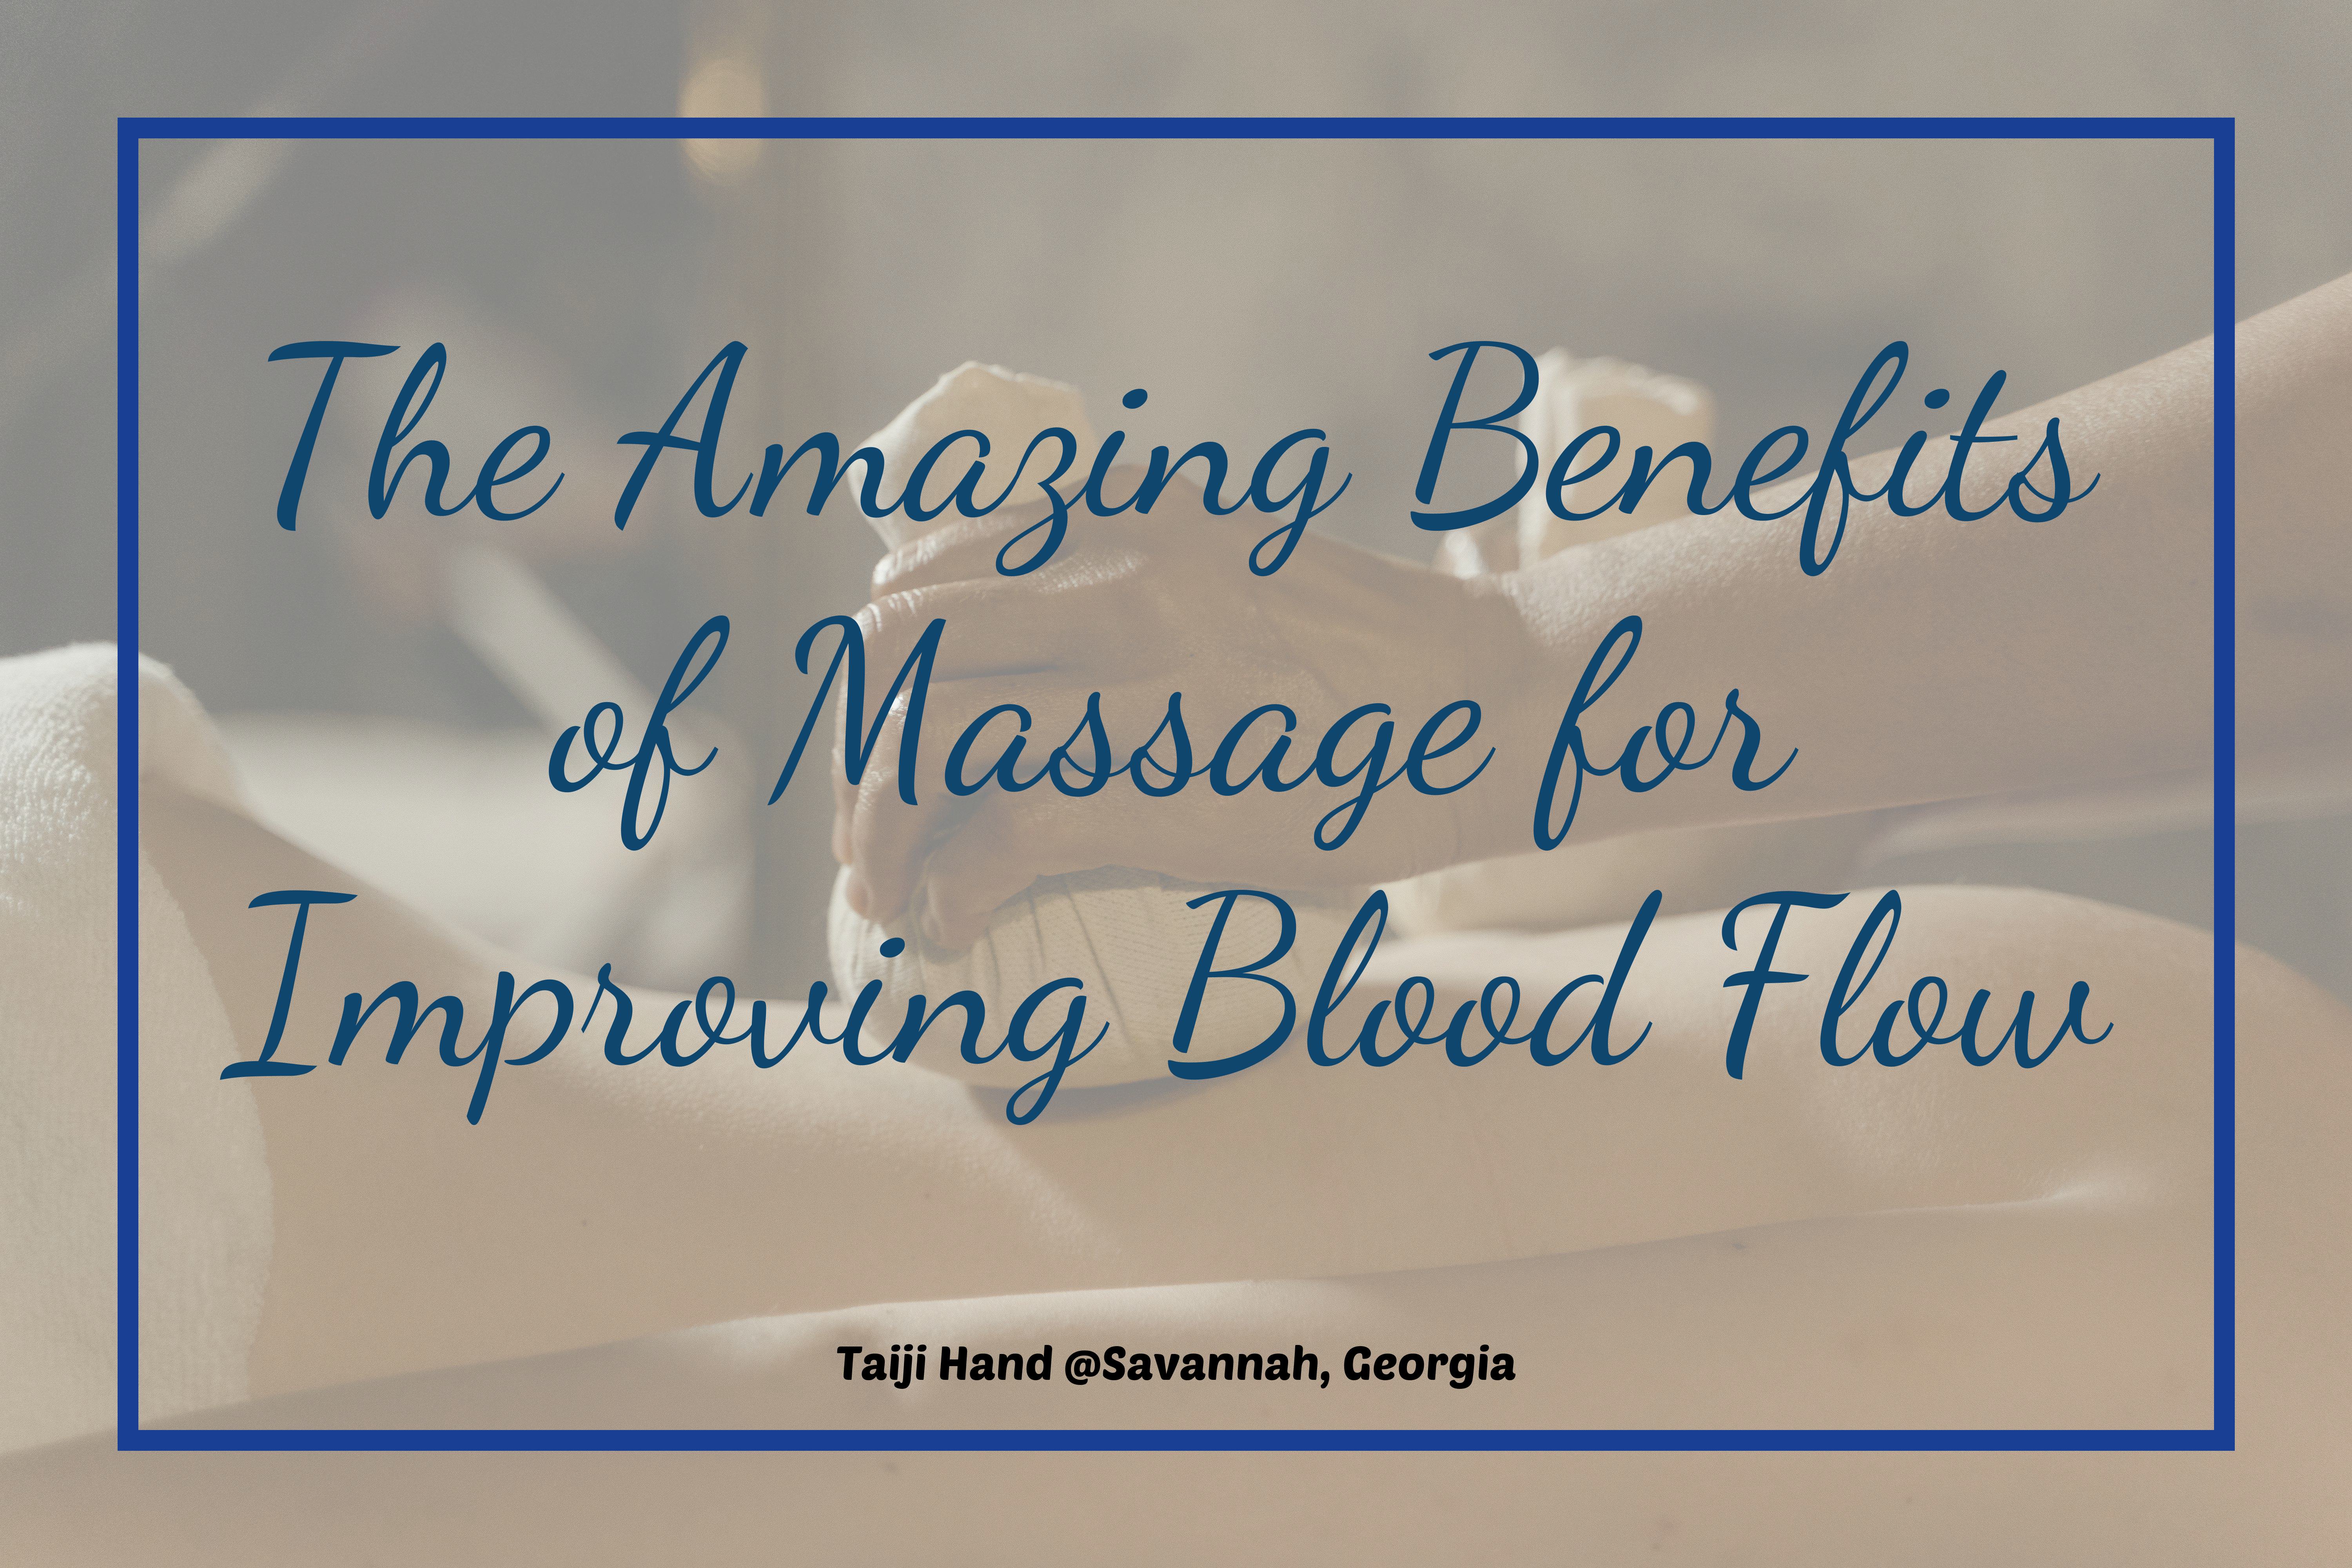 The Amazing Benefits
of Massage for
Improving Blood Flow
Taiji Hand @Savannah, Georgia